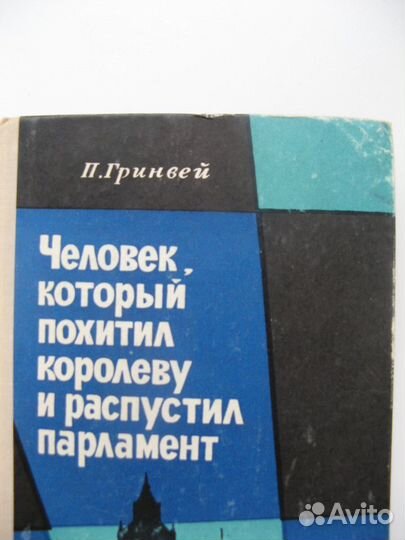 П.Гринвей
Человек,
который
похитил
королеву
и распустил
парламент
Avito